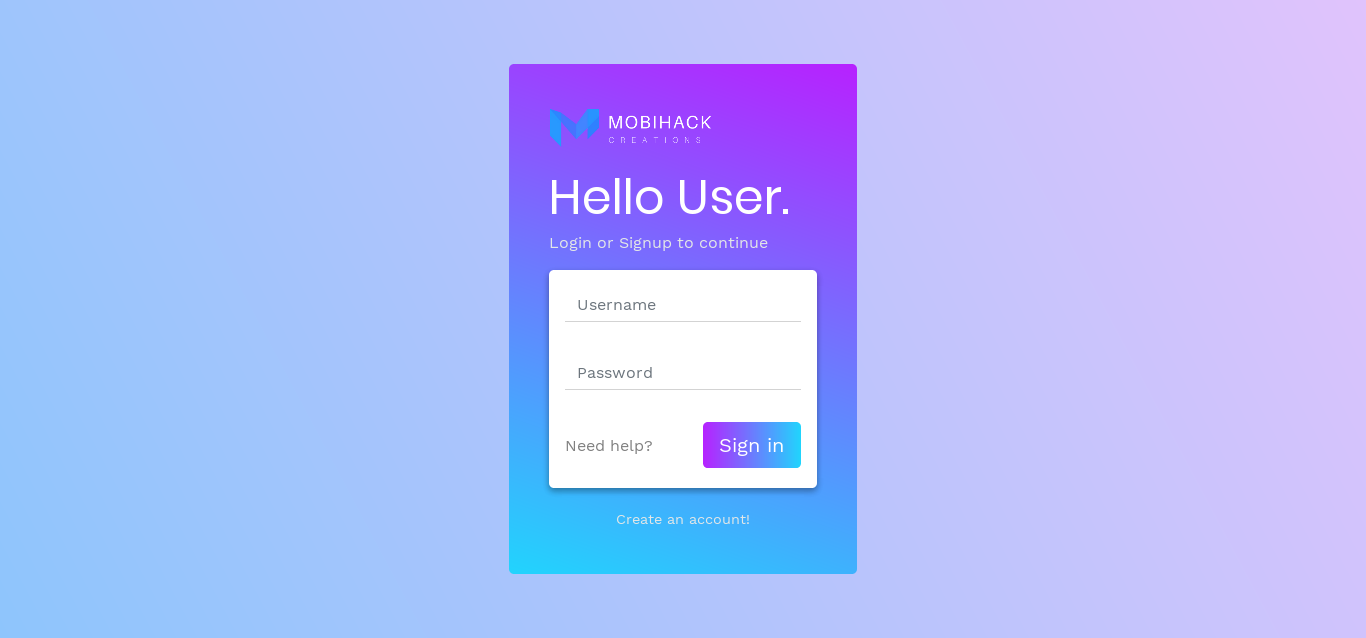 MOBIHACK
CREATIONS
Hello User.
Login or Signup to continue
Username
Password
Need help?
Sign in
Create an account!